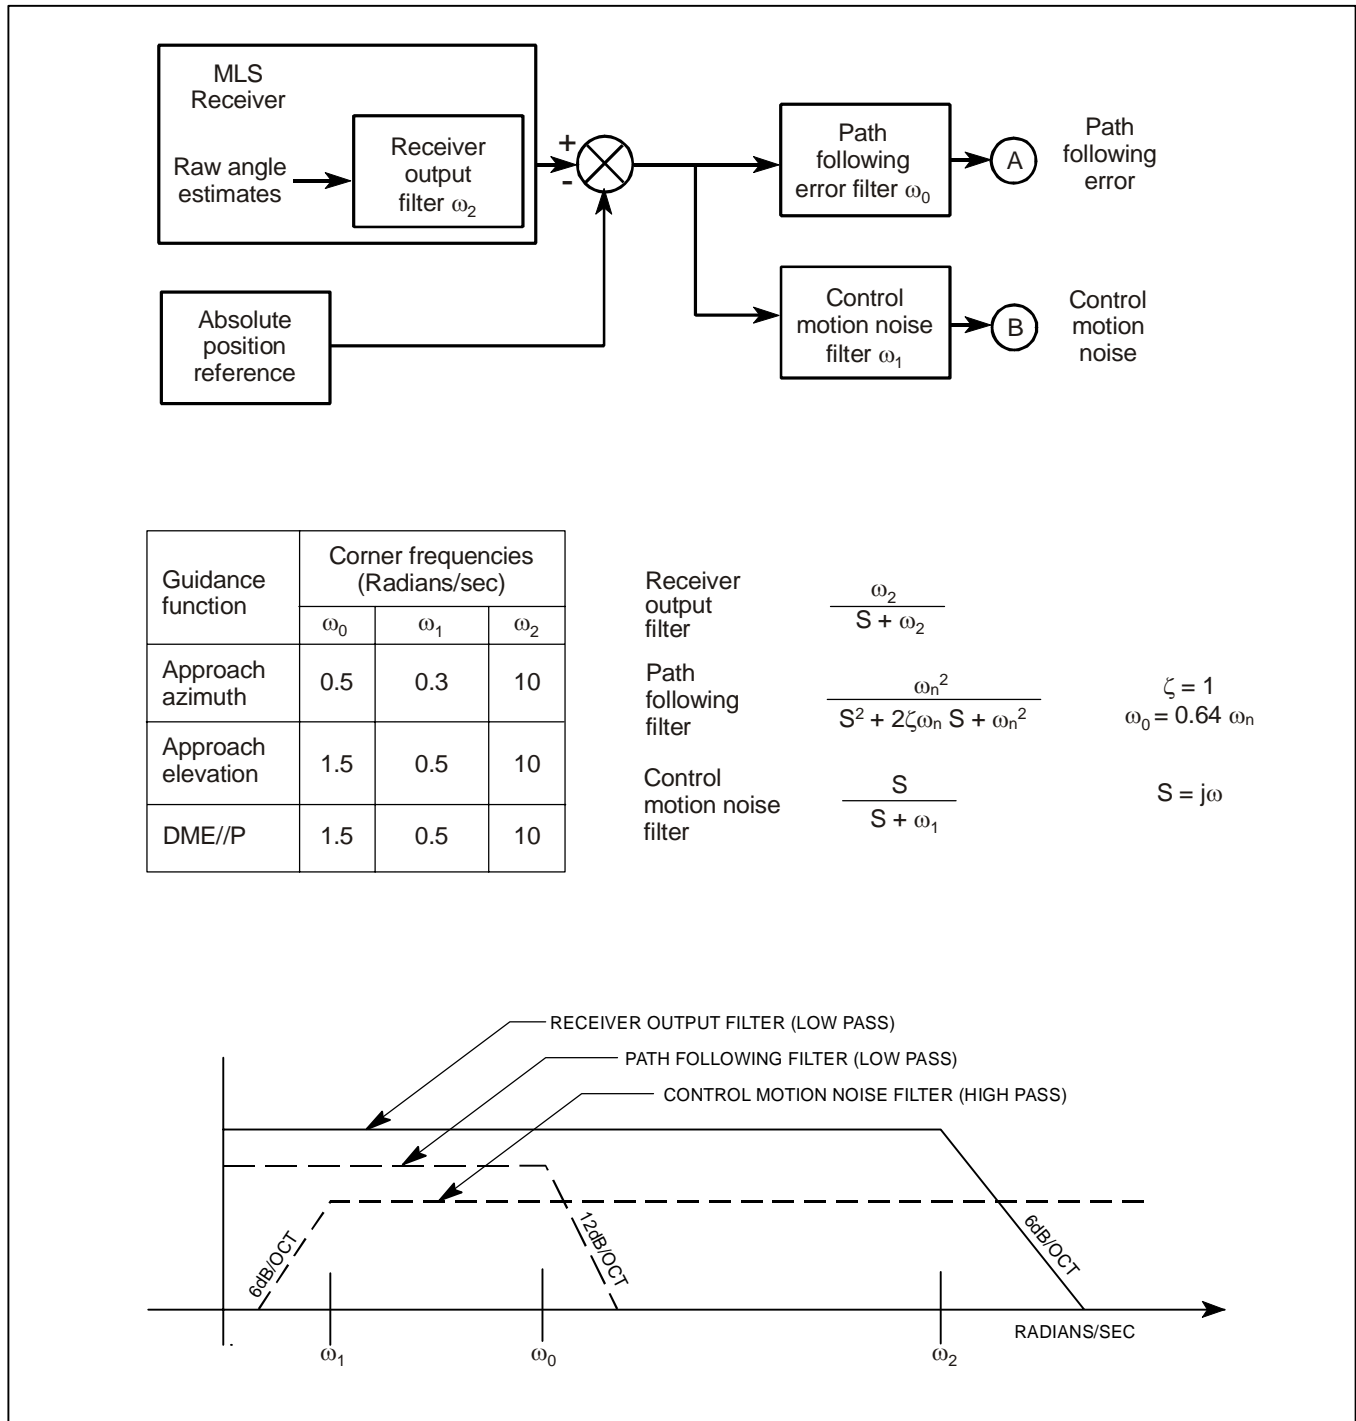 MLS
Receiver
Raw angle
estimates
Receiver
output
filter ω₂
+
-
Path
following
error filter ω₀
A
Path
following
error
Control
motion noise
filter ω₁
B
Control
motion
noise
Absolute
position
reference
Guidance
function
Corner frequencies
(Radians/sec)
ω₀ ω₁ ω₂
Approach
azimuth
0.5 0.3 10
Approach
elevation
1.5 0.5 10
DME//P 1.5 0.5 10
Receiver
output
filter
ω₂
S + ω₂
Path
following
filter
ωₙ²
S² + 2ζωₙ S + ωₙ²
ζ = 1
ω₀ = 0.64 ωₙ
Control
motion noise
filter
S
S + ω₁
S = jω
RECEIVER OUTPUT FILTER (LOW PASS)
PATH FOLLOWING FILTER (LOW PASS)
CONTROL MOTION NOISE FILTER (HIGH PASS)
6dB/OCT
12dB/OCT
6dB/OCT
RADIANS/SEC
ω₁
ω₀
ω₂